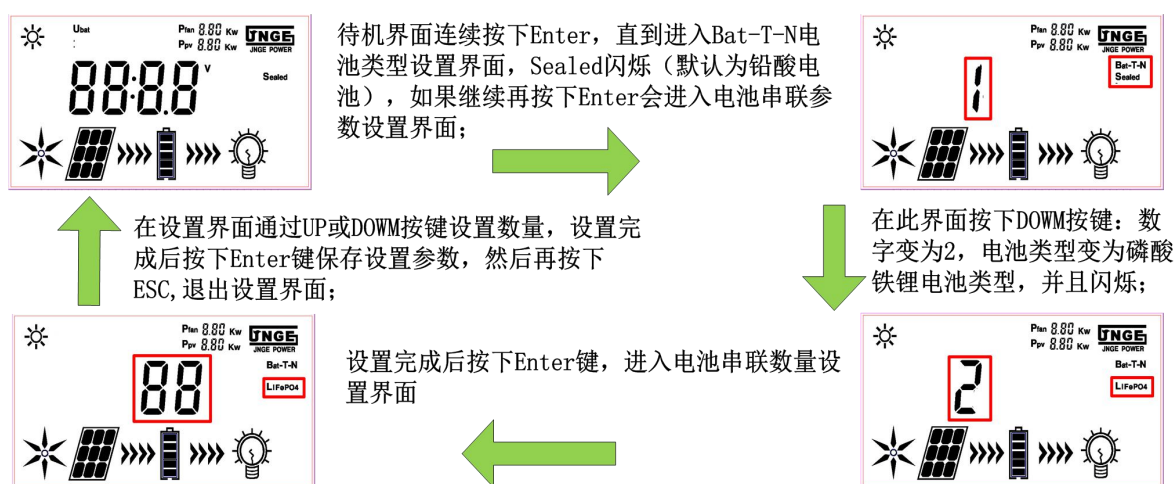 Ubat
:
Pfan 8.80 Kw
Ppv 8.80 Kw
JNGE
JNGE POWER
88:8.8 V
Sealed
待机界面连续按下Enter，直到进入Bat-T-N电
池类型设置界面，Sealed闪烁（默认为铅酸电
池），如果继续再按下Enter会进入电池串联参
数设置界面；
Pfan 8.80 Kw
Ppv 8.80 Kw
JNGE
JNGE POWER
Bat-T-N
Sealed
1
在此界面按下DOWM按键：数
字变为2，电池类型变为磷酸
铁锂电池类型，并且闪烁；
Pfan 8.80 Kw
Ppv 8.80 Kw
JNGE
JNGE POWER
Bat-T-N
LiFePO4
2
设置完成后按下Enter键，进入电池串联数量设
置界面
Pfan 8.80 Kw
Ppv 8.80 Kw
JNGE
JNGE POWER
Bat-T-N
LiFePO4
88
在设置界面通过UP或DOWM按键设置数量，设置完
成后按下Enter键保存设置参数，然后再按下
ESC,退出设置界面；